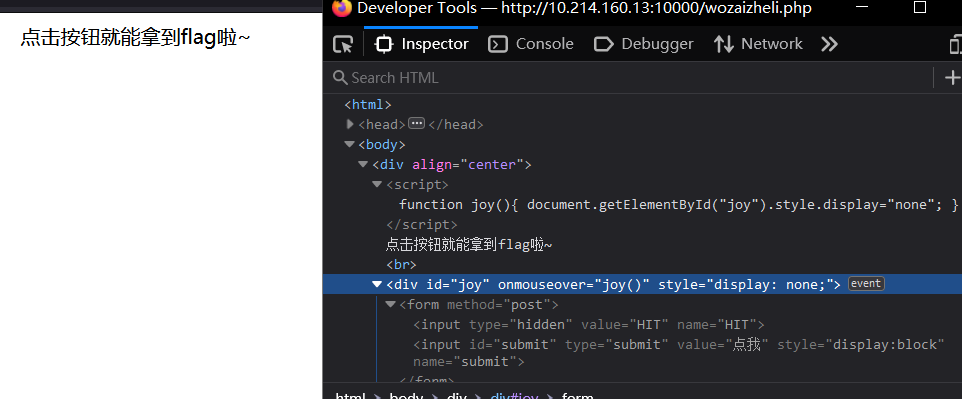 点击按钮就能拿到flag啦~
Developer Tools — http://10.214.160.13:10000/wozaizheli.php
Inspector Console Debugger Network
Search HTML
<html>
<head> ••• </head>
<body>
<div align="center">
<script>
function joy(){ document.getElementById("joy").style.display="none"; }
</script>
点击按钮就能拿到flag啦~
<br>
<div id="joy" onmouseover="joy()" style="display: none;"> event
<form method="post">
<input type="hidden" value="HIT" name="HIT">
<input id="submit" type="submit" value="点我" style="display:block"
name="submit">
</form>
html > body > div > div#joy > form